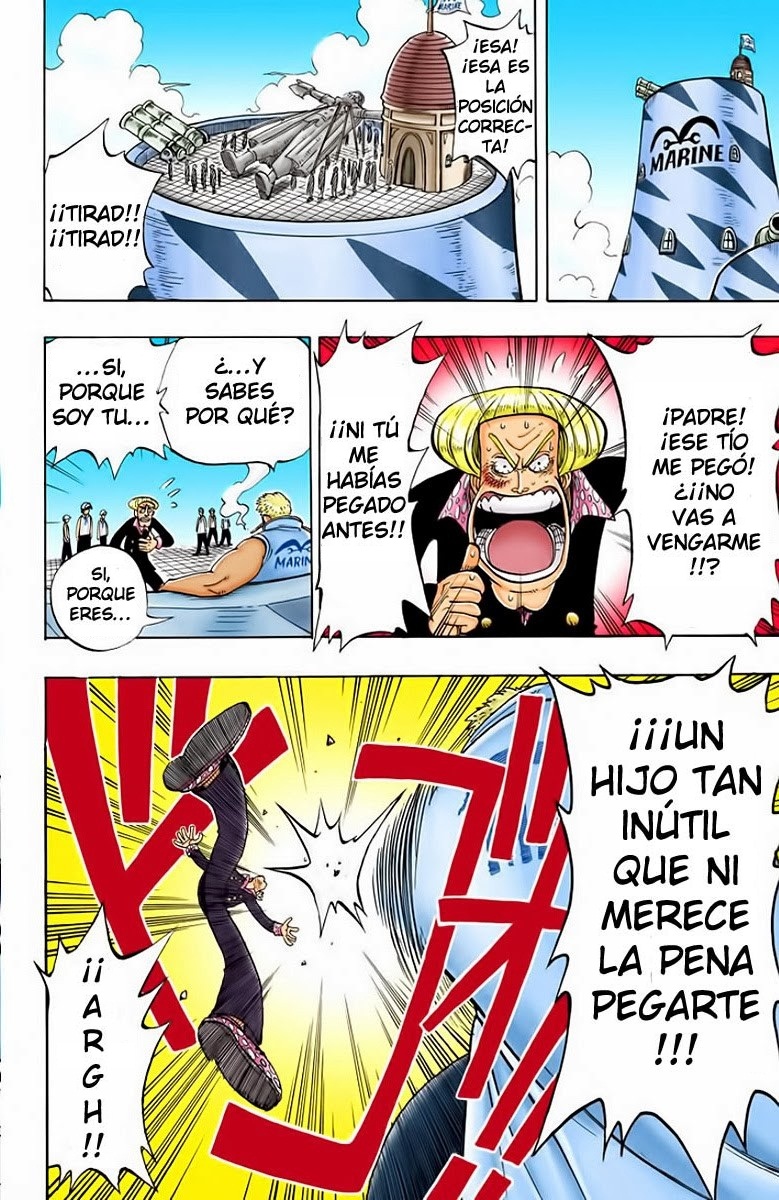 MARINE
MARINE
¡ESA!
¡ESA ES
LA
POSICIÓN
CORREC-
TA!
¡¡TIRAD!!
¡¡TIRAD!!
¡PADRE!
¡ESE TÍO
ME PEGÓ!
¿¡¡NO
VAS A
VENGARME
!!?
¡¡NI TÚ
ME
HABÍAS
PEGADO
ANTES!!
¿...Y
SABES
POR QUÉ?
...SI,
PORQUE
SOY TU...
SI,
PORQUE
ERES...
MARIN
¡¡¡UN
HIJO TAN
INÚTIL
QUE NI
MERECE
LA PENA
PEGARTE
!!!
¡¡
A
R
G
H
!!